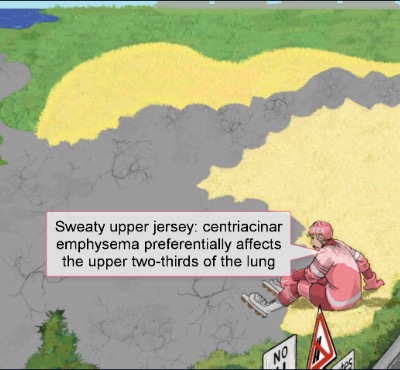 Sweaty upper jersey: centriacinar
emphysema preferentially affects
the upper two-thirds of the lung
NO